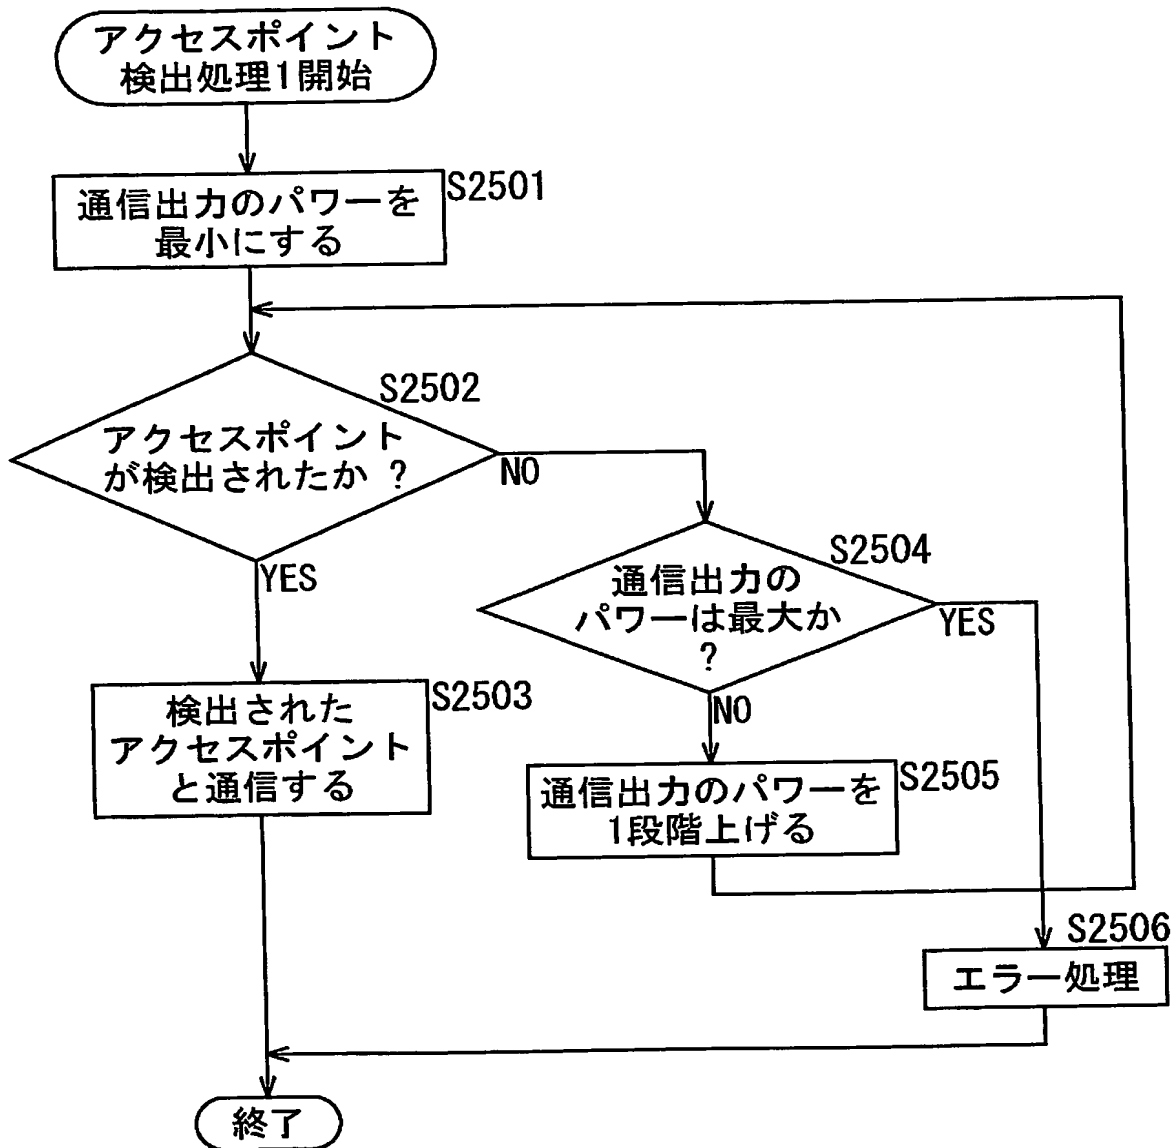 アクセスポイント
検出処理1開始
通信出力のパワーを
最小にする
S2501
S2502
アクセスポイント
が検出されたか ?
NO
YES
検出された
アクセスポイント
と通信する
S2503
S2504
通信出力の
パワーは最大か
?
YES
NO
通信出力のパワーを
1段階上げる
S2505
S2506
エラー処理
終了